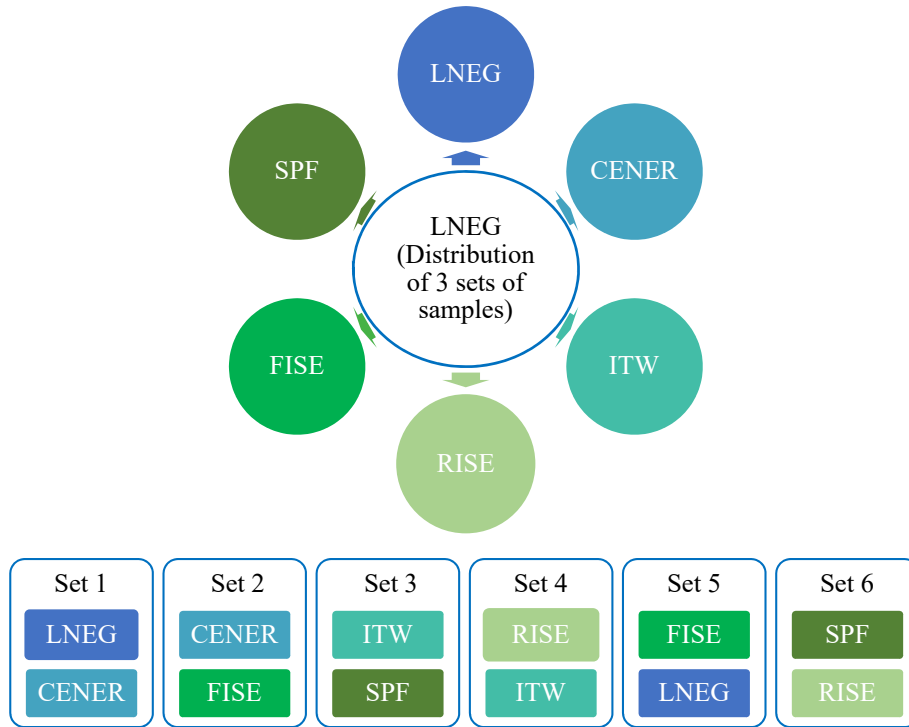 LNEG
SPF
CENER
LNEG
(Distribution
of 3 sets of
samples)
FISE
ITW
RISE
Set 1
LNEG
CENER
Set 2
CENER
FISE
Set 3
ITW
SPF
Set 4
RISE
ITW
Set 5
FISE
LNEG
Set 6
SPF
RISE